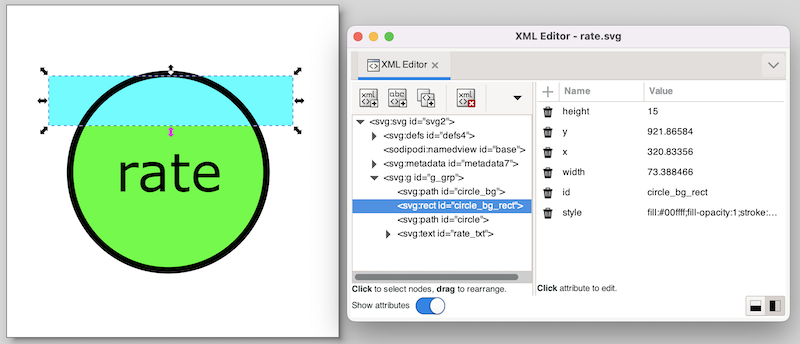 rate
XML Editor - rate.svg
XML Editor
xml
abc
xml
Name Value
height 15
y 921.86584
x 320.83356
width 73.388466
id circle_bg_rect
style fill:#00ffff;fill-opacity:1;stroke:...
<svg:svg id="svg2">
<svg:defs id="defs4">
<sodipodi:namedview id="base">
<svg:metadata id="metadata7">
<svg:g id="g_grp">
<svg:path id="circle_bg">
<svg:rect id="circle_bg_rect">
<svg:path id="circle">
<svg:text id="rate_txt">
Click to select nodes, drag to rearrange.
Click attribute to edit.
Show attributes